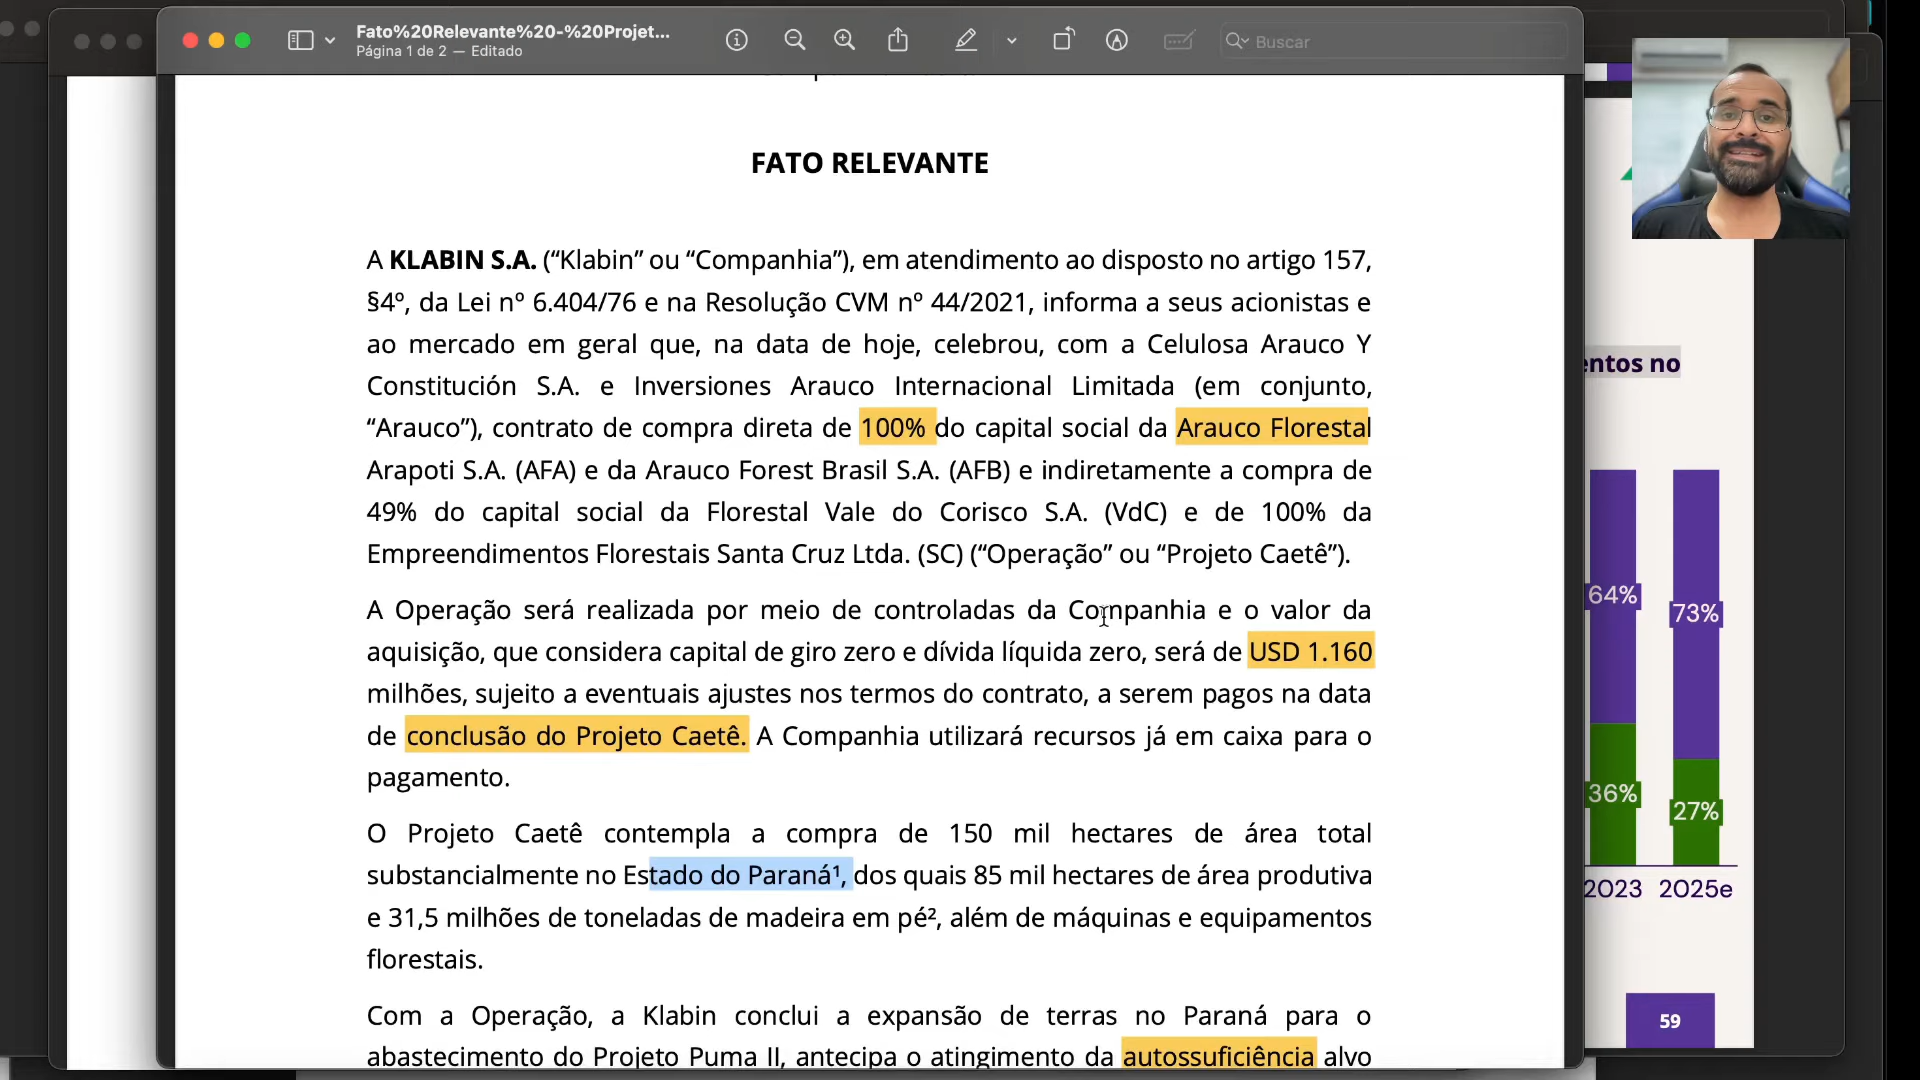 Fato%20Relevante%20-%20Projet...
Página 1 de 2 — Editado
Buscar
FATO RELEVANTE
A KLABIN S.A. (“Klabin” ou “Companhia”), em atendimento ao disposto no artigo 157,
§4º, da Lei nº 6.404/76 e na Resolução CVM nº 44/2021, informa a seus acionistas e
ao mercado em geral que, na data de hoje, celebrou, com a Celulosa Arauco Y
Constitución S.A. e Inversiones Arauco Internacional Limitada (em conjunto,
“Arauco”), contrato de compra direta de 100% do capital social da Arauco Florestal
Arapoti S.A. (AFA) e da Arauco Forest Brasil S.A. (AFB) e indiretamente a compra de
49% do capital social da Florestal Vale do Corisco S.A. (VdC) e de 100% da
Empreendimentos Florestais Santa Cruz Ltda. (SC) (“Operação” ou “Projeto Caetê”).
A Operação será realizada por meio de controladas da Companhia e o valor da
aquisição, que considera capital de giro zero e dívida líquida zero, será de USD 1.160
milhões, sujeito a eventuais ajustes nos termos do contrato, a serem pagos na data
de conclusão do Projeto Caetê. A Companhia utilizará recursos já em caixa para o
pagamento.
O Projeto Caetê contempla a compra de 150 mil hectares de área total
substancialmente no Estado do Paraná¹, dos quais 85 mil hectares de área produtiva
e 31,5 milhões de toneladas de madeira em pé², além de máquinas e equipamentos
florestais.
Com a Operação, a Klabin conclui a expansão de terras no Paraná para o
abastecimento do Projeto Puma II, antecipa o atingimento da autossuficiência alvo
entos no
64%
73%
36%
27%
2023
2025e
59